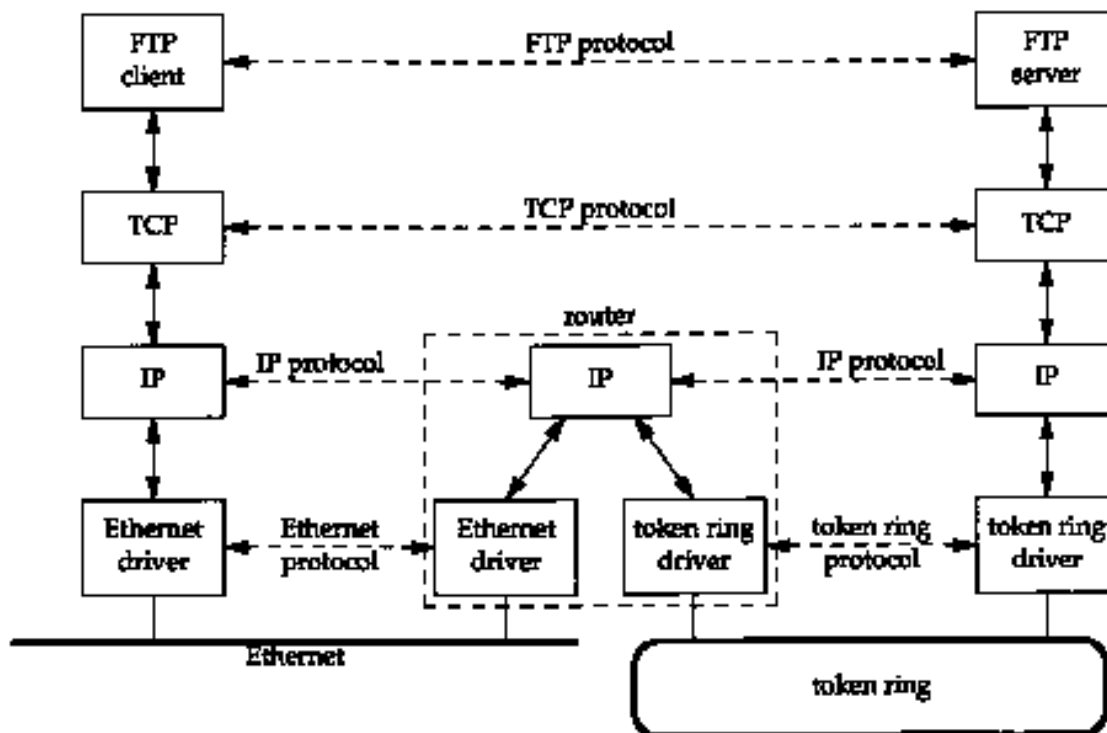 FTP
client
FTP protocol
FTP
server
TCP
TCP protocol
TCP
router
IP
IP protocol
IP
IP protocol
IP
Ethernet
driver
Ethernet
protocol
Ethernet
driver
token ring
driver
token ring
protocol
token ring
driver
Ethernet
token ring